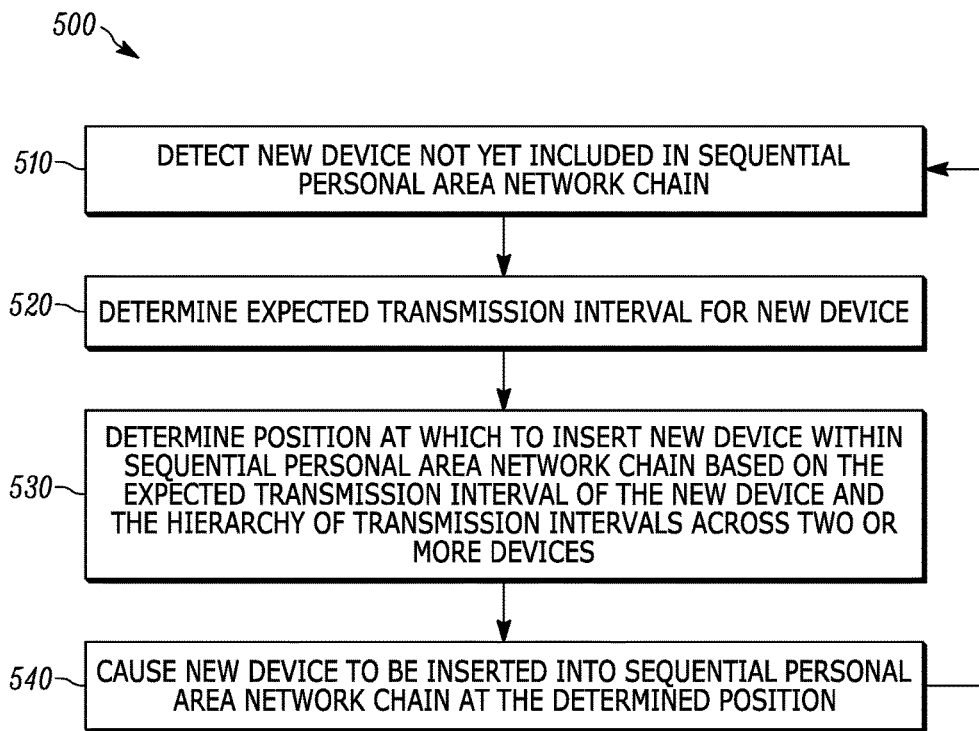 500
510
DETECT NEW DEVICE NOT YET INCLUDED IN SEQUENTIAL
PERSONAL AREA NETWORK CHAIN
520
DETERMINE EXPECTED TRANSMISSION INTERVAL FOR NEW DEVICE
530
DETERMINE POSITION AT WHICH TO INSERT NEW DEVICE WITHIN
SEQUENTIAL PERSONAL AREA NETWORK CHAIN BASED ON THE
EXPECTED TRANSMISSION INTERVAL OF THE NEW DEVICE AND
THE HIERARCHY OF TRANSMISSION INTERVALS ACROSS TWO OR
MORE DEVICES
540
CAUSE NEW DEVICE TO BE INSERTED INTO SEQUENTIAL PERSONAL
AREA NETWORK CHAIN AT THE DETERMINED POSITION